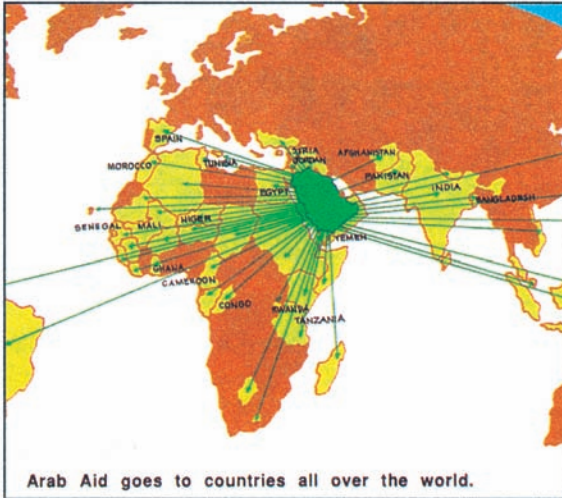 SPAIN
SYRIA
JORDAN
AFGHANISTAN
MOROCCO
TUNISIA
PAKISTAN
EGYPT
INDIA
BANGLADESH
SENEGAL
MALI
NIGER
YEMEN
GHANA
CAMEROON
CONGO
RWANDA
TANZANIA
Arab Aid goes to countries all over the world.